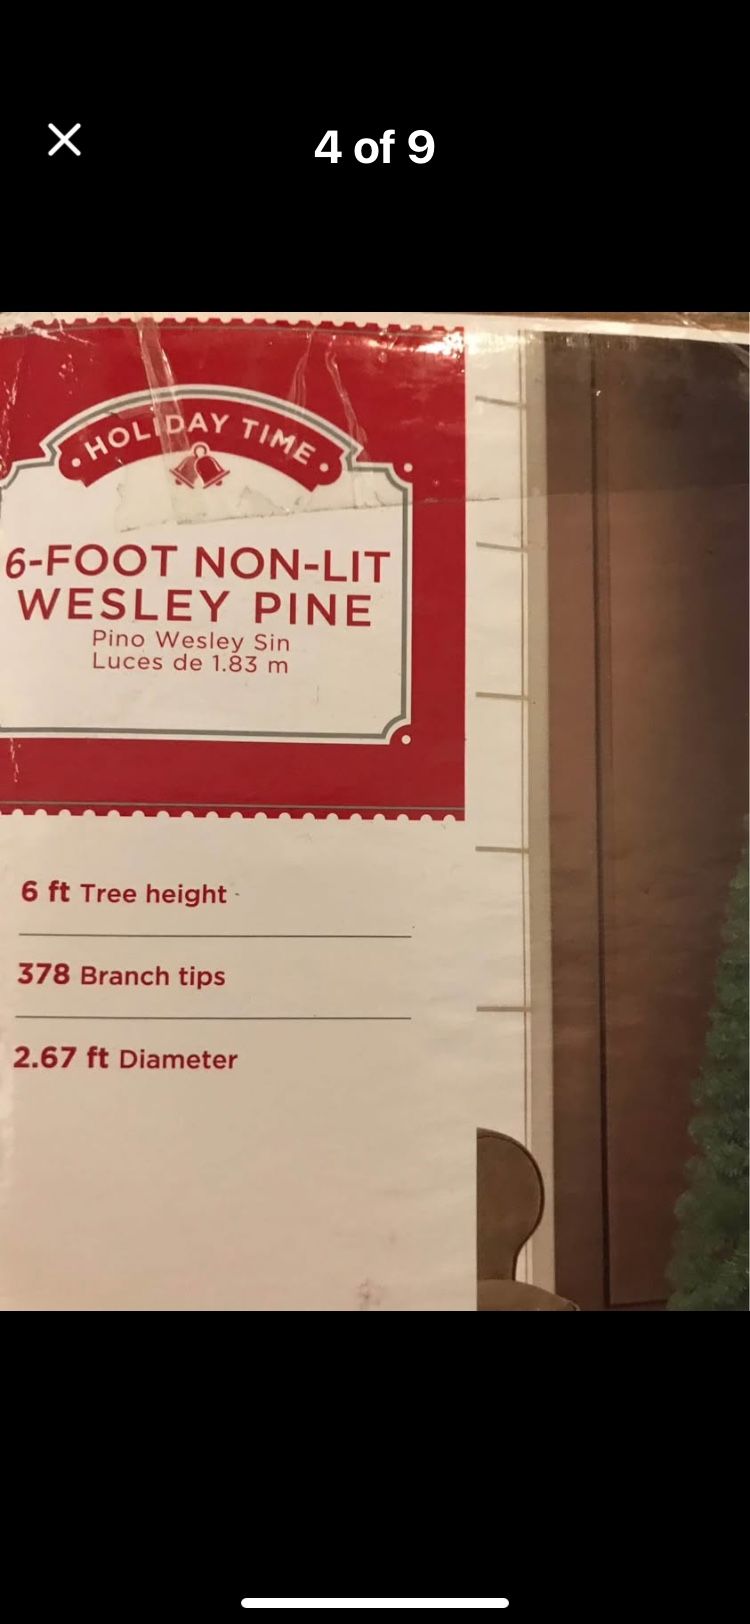 4 of 9
HOLIDAY TIME
6-FOOT NON-LIT
WESLEY PINE
Pino Wesley Sin
Luces de 1.83 m
6 ft Tree height
378 Branch tips
2.67 ft Diameter